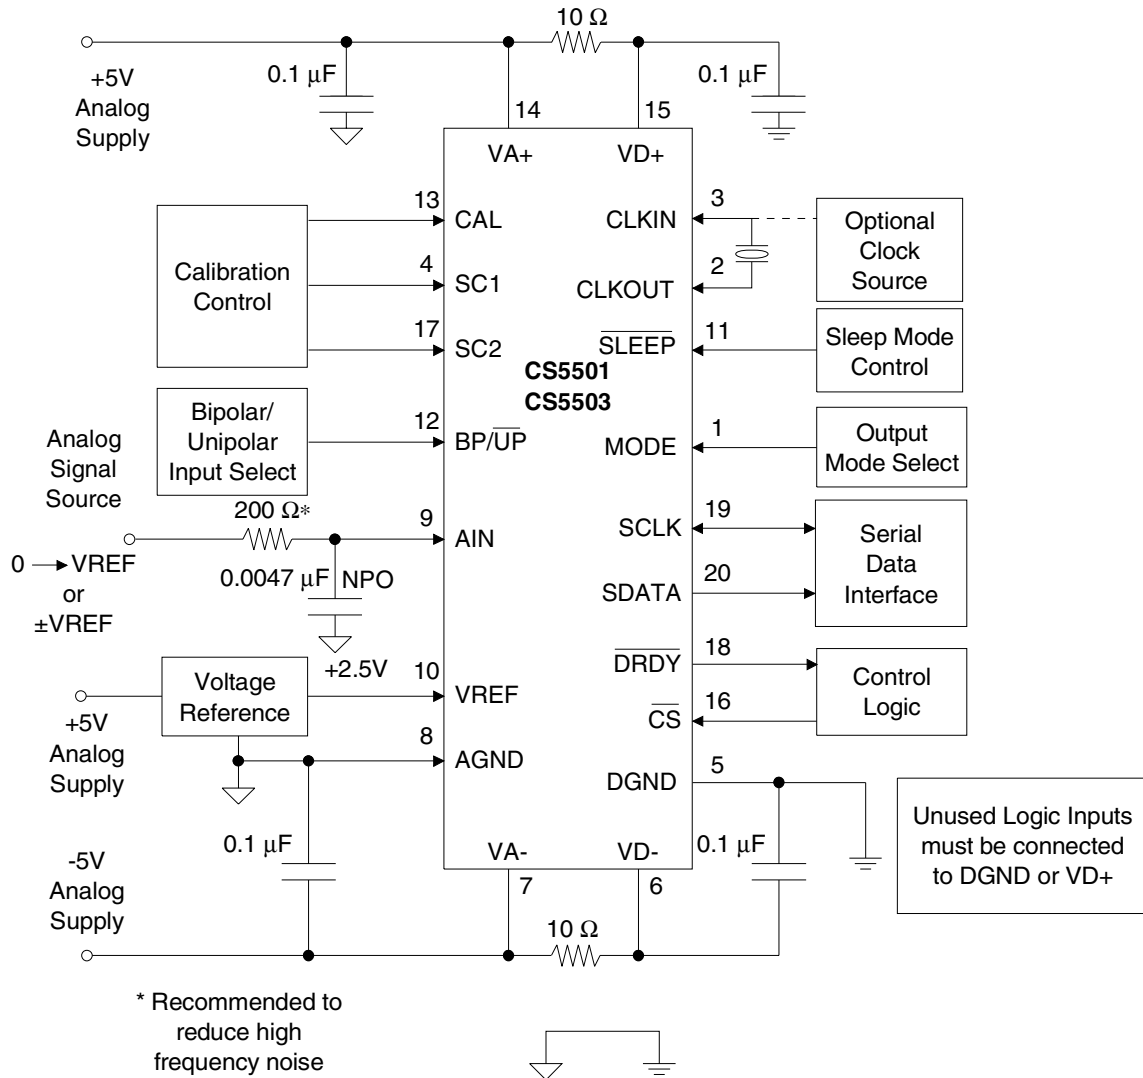 10 Ω
+5V
Analog
Supply
0.1 µF
0.1 µF
14
15
VA+
VD+
13
CAL
Calibration
Control
4
SC1
17
SC2
3
CLKIN
Optional
Clock
Source
2
CLKOUT
11
SLEEP
Sleep Mode
Control
CS5501
CS5503
Bipolar/
Unipolar
Input Select
12
BP/UP
1
MODE
Output
Mode Select
Analog
Signal
Source
200 Ω*
9
AIN
0 → VREF
or
±VREF
0.0047 µF
NPO
19
SCLK
Serial
Data
Interface
20
SDATA
18
DRDY
Control
Logic
16
CS
+2.5V
Voltage
Reference
10
VREF
+5V
Analog
Supply
8
AGND
5
DGND
Unused Logic Inputs
must be connected
to DGND or VD+
0.1 µF
0.1 µF
-5V
Analog
Supply
VA-
VD-
7
6
10 Ω
* Recommended to
reduce high
frequency noise